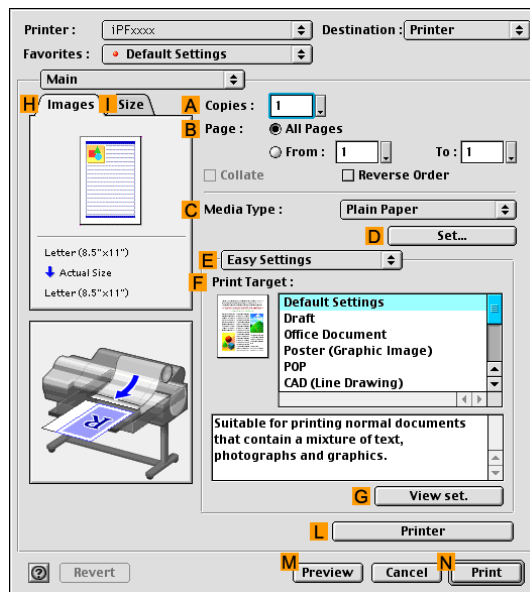 Printer : iPFxxxx Destination : Printer
Favorites : Default Settings
Main
H Images I Size
A Copies : 1
B Page : All Pages
From : 1 To : 1
Collate Reverse Order
C Media Type : Plain Paper
D Set...
Letter (8.5"x11")
Actual Size
Letter (8.5"x11")
E Easy Settings
F Print Target :
Default Settings
Draft
Office Document
Poster (Graphic Image)
POP
CAD (Line Drawing)
R
Suitable for printing normal documents
that contain a mixture of text,
photographs and graphics.
G View set.
L Printer
? Revert M Preview Cancel N Print